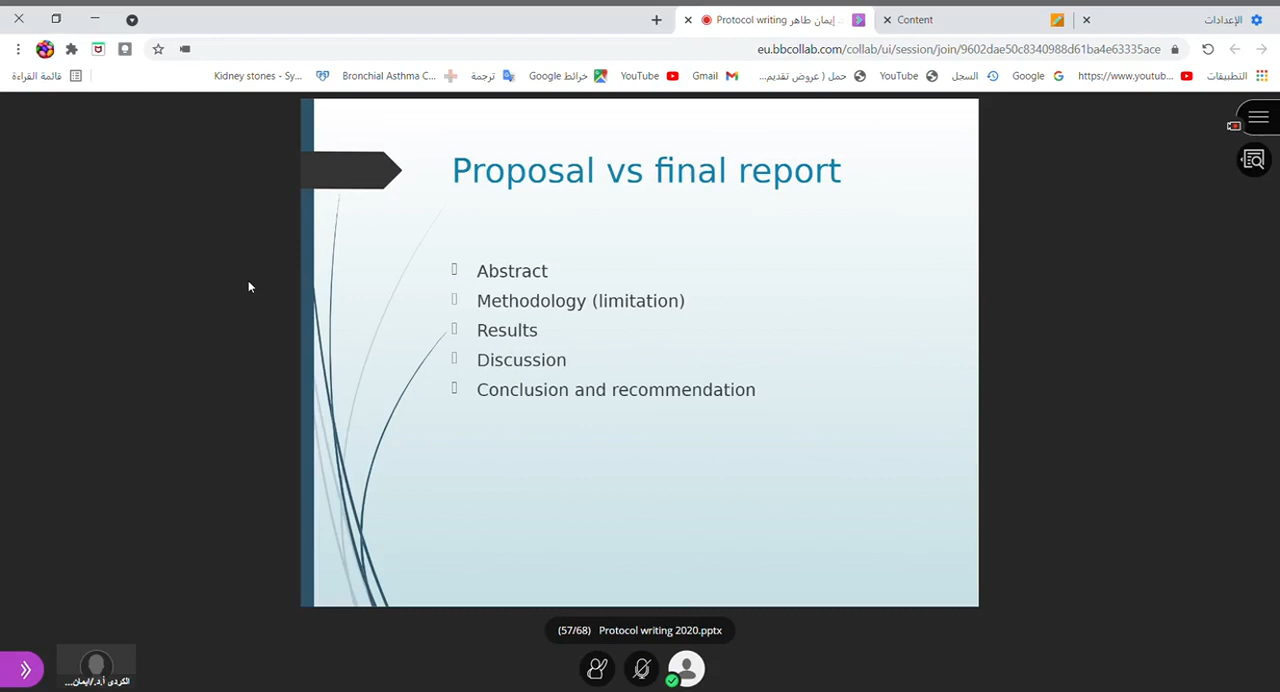 Protocol writing إيمان طاهر ...
Content
الإعدادات
eu.bbcollab.com/collab/ui/session/join/9602dae50c8340988d61ba4e63335ace
قائمة القراءة
Kidney stones - Sy...
Bronchial Asthma C...
ترجمة
خرائط Google
YouTube
Gmail
حمل ( عروض تقديم...
YouTube
السجل
Google
https://www.youtub...
التطبيقات
Proposal vs final report
Abstract
Methodology (limitation)
Results
Discussion
Conclusion and recommendation
(57/68) Protocol writing 2020.pptx
الكردى أ.د./ايمان...